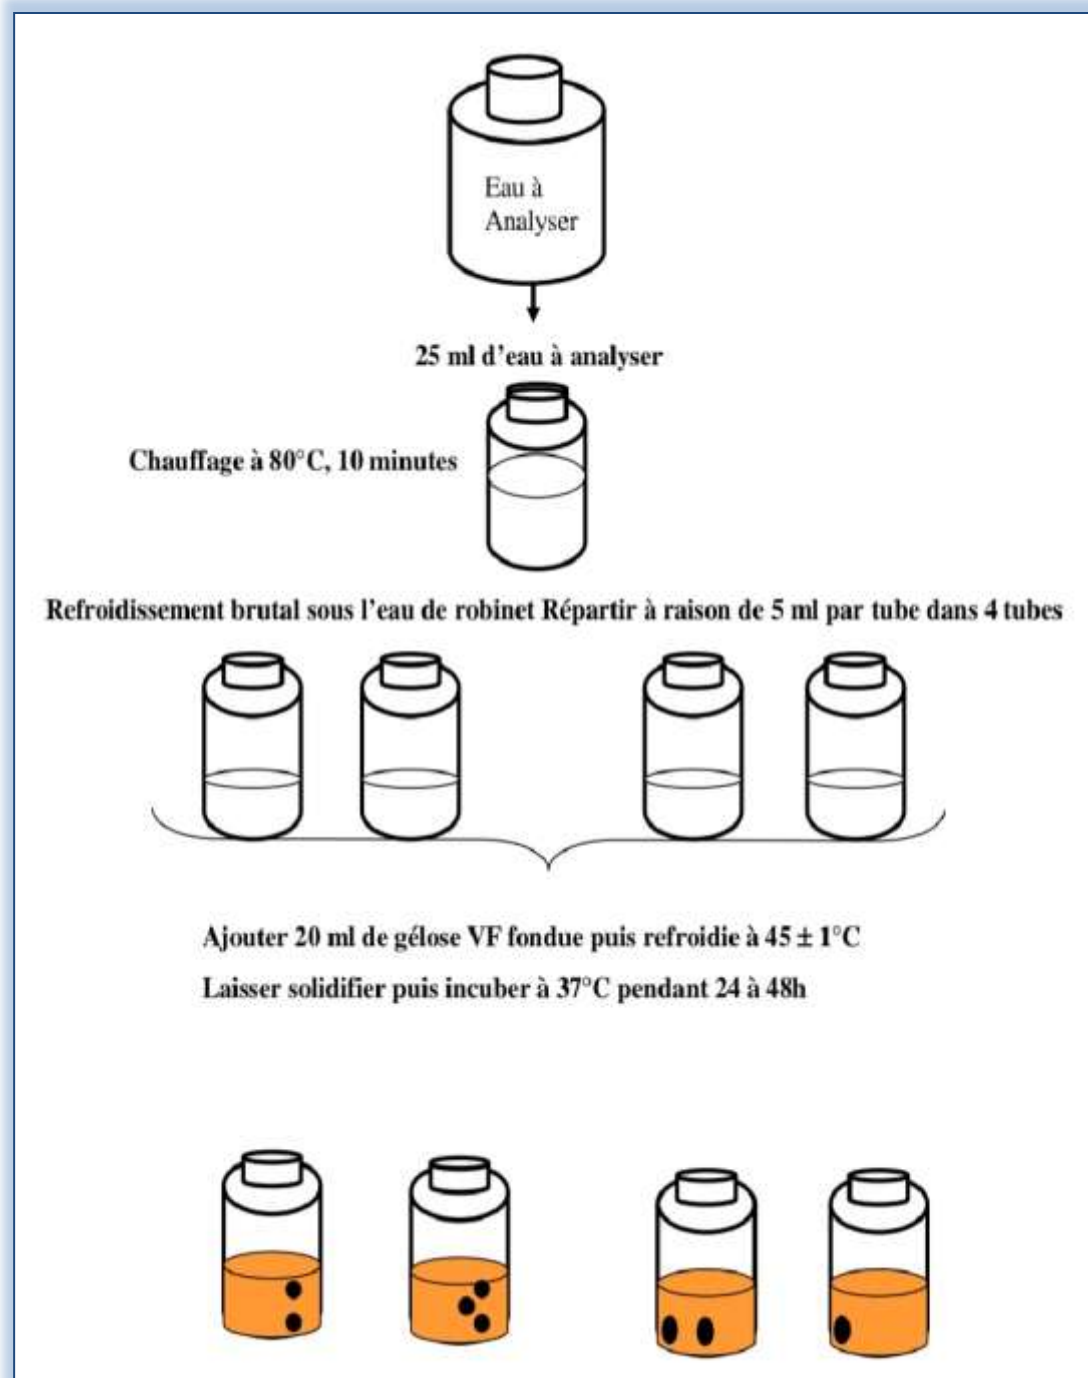 Eau à
Analyser
25 ml d’eau à analyser
Chauffage à 80°C, 10 minutes
Refroidissement brutal sous l’eau de robinet Répartir à raison de 5 ml par tube dans 4 tubes
Ajouter 20 ml de gélose VF fondue puis refroidie à 45 ± 1°C
Laisser solidifier puis incuber à 37°C pendant 24 à 48h